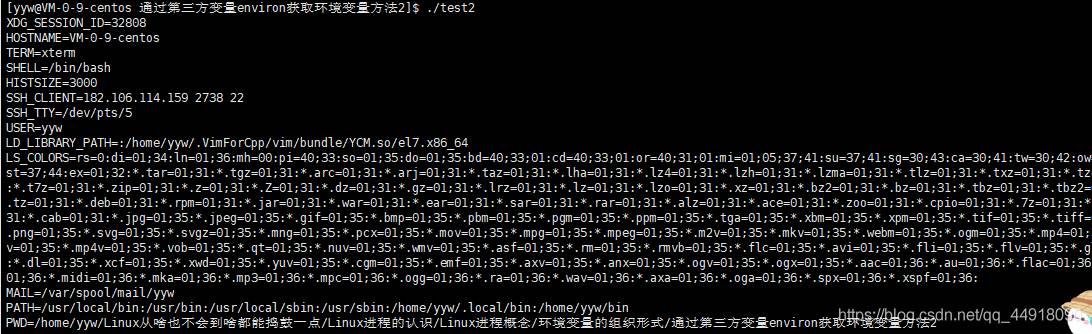 [yyw@VM-0-9-centos 通过第三方变量environ获取环境变量方法2]$ ./test2
XDG_SESSION_ID=32808
HOSTNAME=VM-0-9-centos
TERM=xterm
SHELL=/bin/bash
HISTSIZE=3000
SSH_CLIENT=182.106.114.159 2738 22
SSH_TTY=/dev/pts/5
USER=yyw
LD_LIBRARY_PATH=:/home/yyw/.VimForCpp/vim/bundle/YCM.so/el7.x86_64
LS_COLORS=rs=0:di=01;34:ln=01;36:mh=00:pi=40;33:so=01;35:do=01;35:bd=40;33;01:cd=40;33;01:or=40;31;01:mi=01;05;37;41:su=37;41:sg=30;43:ca=30;41:tw=30;42:ow
st=37;44:ex=01;32:*.tar=01;31:*.tgz=01;31:*.arc=01;31:*.arj=01;31:*.taz=01;31:*.lha=01;31:*.lz4=01;31:*.lzh=01;31:*.lzma=01;31:*.tlz=01;31:*.txz=01;31:*.tz
:*.t7z=01;31:*.zip=01;31:*.z=01;31:*.Z=01;31:*.dz=01;31:*.gz=01;31:*.lrz=01;31:*.lz=01;31:*.lzo=01;31:*.xz=01;31:*.bz2=01;31:*.bz=01;31:*.tbz=01;31:*.tbz2=
.tz=01;31:*.deb=01;31:*.rpm=01;31:*.jar=01;31:*.war=01;31:*.ear=01;31:*.sar=01;31:*.rar=01;31:*.alz=01;31:*.ace=01;31:*.zoo=01;31:*.cpio=01;31:*.7z=01;31:*
31:*.cab=01;31:*.jpg=01;35:*.jpeg=01;35:*.gif=01;35:*.bmp=01;35:*.pbm=01;35:*.pgm=01;35:*.ppm=01;35:*.tga=01;35:*.xbm=01;35:*.xpm=01;35:*.tif=01;35:*.tiff=
.png=01;35:*.svg=01;35:*.svgz=01;35:*.mng=01;35:*.pcx=01;35:*.mov=01;35:*.mpg=01;35:*.mpeg=01;35:*.m2v=01;35:*.mkv=01;35:*.webm=01;35:*.ogm=01;35:*.mp4=01;
v=01;35:*.mp4v=01;35:*.vob=01;35:*.qt=01;35:*.nuv=01;35:*.wmv=01;35:*.asf=01;35:*.rm=01;35:*.rmvb=01;35:*.flc=01;35:*.avi=01;35:*.fli=01;35:*.flv=01;35:*.g
:*.dl=01;35:*.xcf=01;35:*.xwd=01;35:*.yuv=01;35:*.cgm=01;35:*.emf=01;35:*.axv=01;35:*.anx=01;35:*.ogv=01;35:*.ogx=01;35:*.aac=01;36:*.au=01;36:*.flac=01;36
01;36:*.midi=01;36:*.mka=01;36:*.mp3=01;36:*.mpc=01;36:*.ogg=01;36:*.ra=01;36:*.wav=01;36:*.axa=01;36:*.oga=01;36:*.spx=01;36:*.xspf=01;36:
MAIL=/var/spool/mail/yyw
PATH=/usr/local/bin:/usr/bin:/usr/local/sbin:/usr/sbin:/home/yyw/.local/bin:/home/yyw/bin
PWD=/home/yyw/Linux从啥也不会到啥都能捣鼓一点/Linux进程的认识/Linux进程概念/环境变量的组织形式/通过第三方变量environ获取环境变量方法2